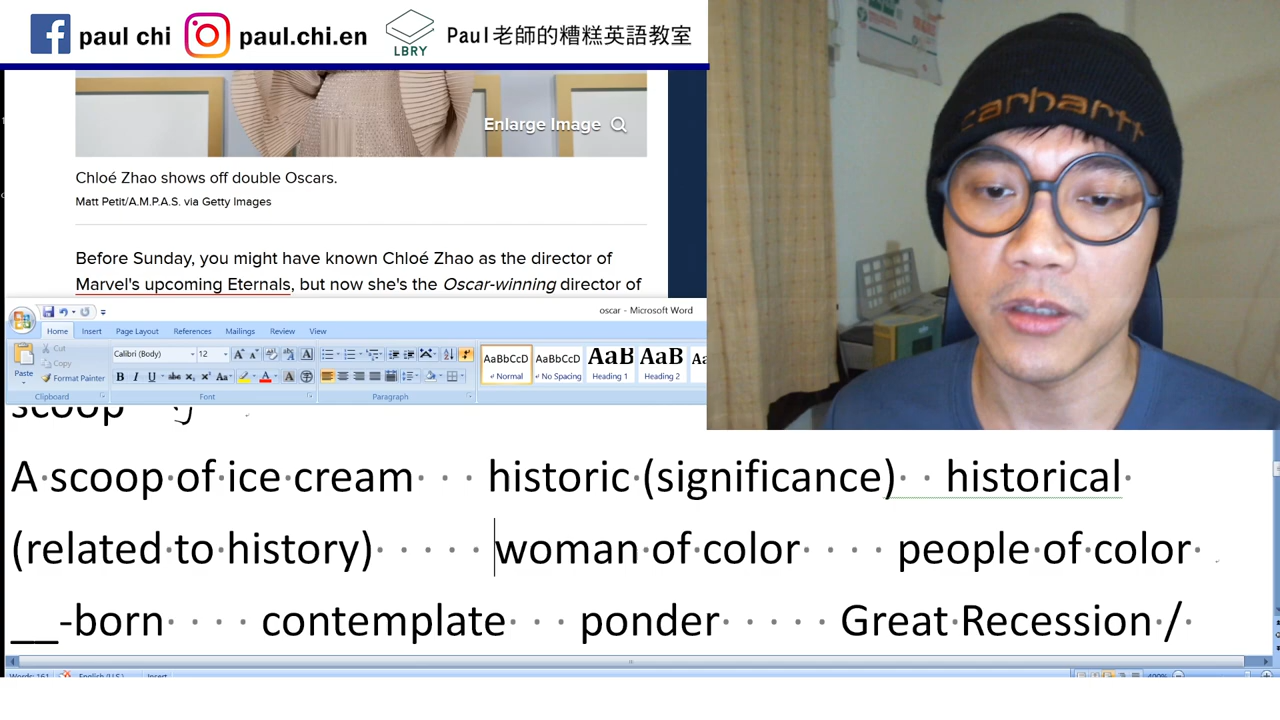 paul chi paul.chi.en LBRY Paul老師的糟糕英語教室
carhartt
Enlarge Image
Chloé Zhao shows off double Oscars.
Matt Petit/A.M.P.A.S. via Getty Images
Before Sunday, you might have known Chloé Zhao as the director of
Marvel's upcoming Eternals, but now she's the Oscar-winning director of
oscar - Microsoft Word
Home Insert Page Layout References Mailings Review View
Cut
Copy
Paste Format Painter
Calibri (Body) 12
AaBbCcD AaBbCcD AaB AaB
Normal No Spacing Heading 1 Heading 2
Clipboard Font Paragraph
scoop
A scoop of ice cream historic (significance) historical
(related to history) woman of color people of color
__-born contemplate ponder Great Recession /
Words: 161 English (U.S.) Insert 400%